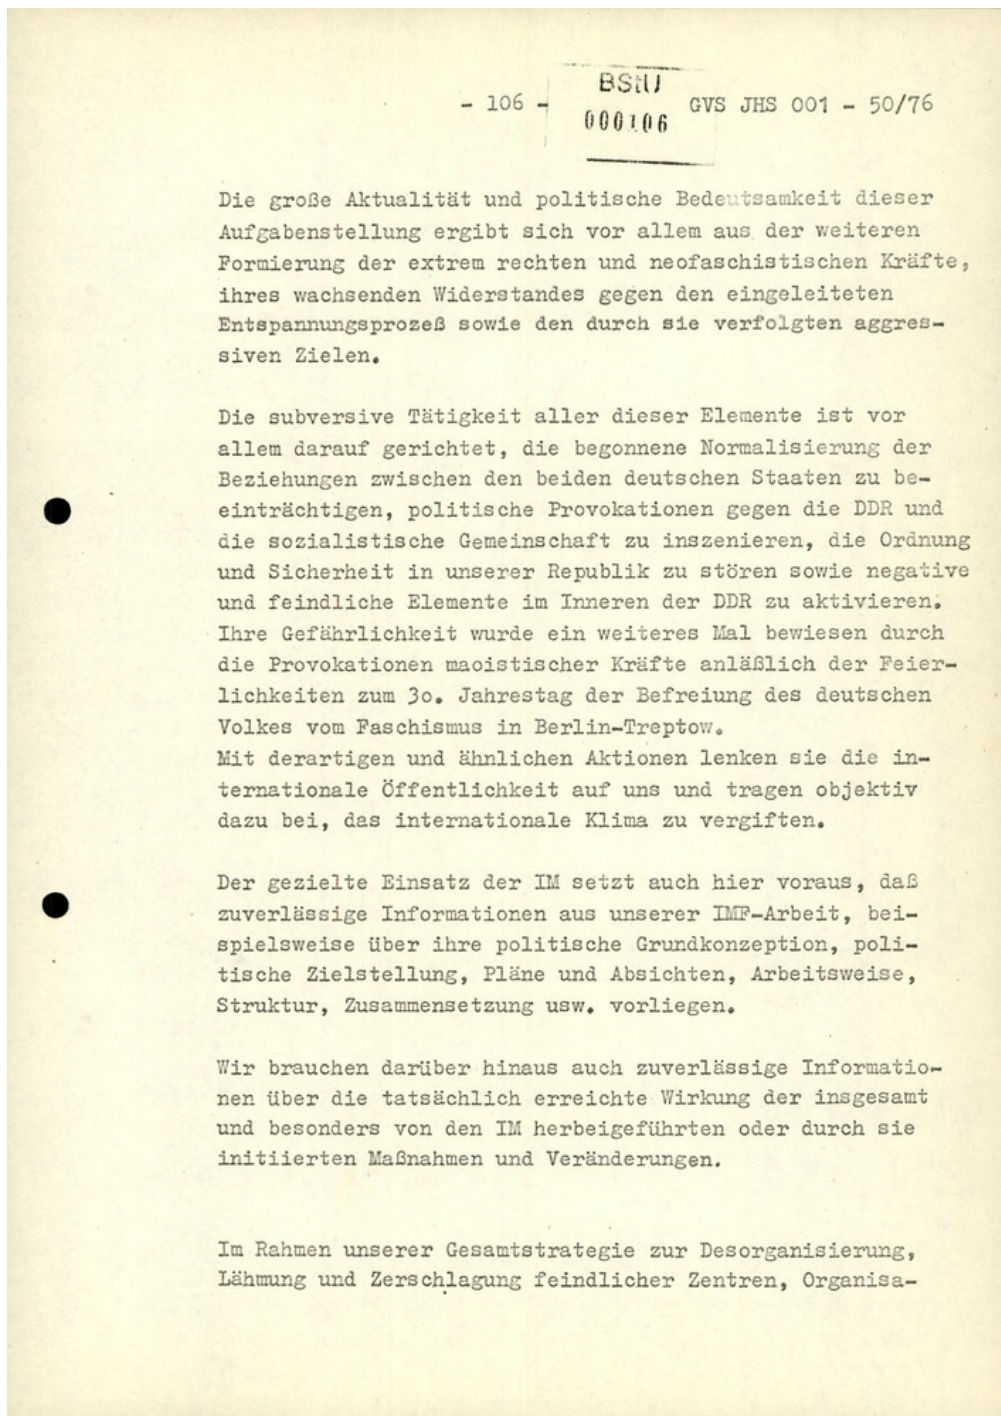 - 106 -
BStU
000106
GVS JHS 001 - 50/76
Die große Aktualität und politische Bedeutsamkeit dieser
Aufgabenstellung ergibt sich vor allem aus der weiteren
Formierung der extrem rechten und neofaschistischen Kräfte,
ihres wachsenden Widerstandes gegen den eingeleiteten
Entspannungsprozeß sowie den durch sie verfolgten aggres-
siven Zielen.
Die subversive Tätigkeit aller dieser Elemente ist vor
allem darauf gerichtet, die begonnene Normalisierung der
Beziehungen zwischen den beiden deutschen Staaten zu be-
einträchtigen, politische Provokationen gegen die DDR und
die sozialistische Gemeinschaft zu inszenieren, die Ordnung
und Sicherheit in unserer Republik zu stören sowie negative
und feindliche Elemente im Inneren der DDR zu aktivieren.
Ihre Gefährlichkeit wurde ein weiteres Mal bewiesen durch
die Provokationen maoistischer Kräfte anläßlich der Feier-
lichkeiten zum 3o. Jahrestag der Befreiung des deutschen
Volkes vom Faschismus in Berlin-Treptow.
Mit derartigen und ähnlichen Aktionen lenken sie die in-
ternationale Öffentlichkeit auf uns und tragen objektiv
dazu bei, das internationale Klima zu vergiften.
Der gezielte Einsatz der IM setzt auch hier voraus, daß
zuverlässige Informationen aus unserer IMF-Arbeit, bei-
spielsweise über ihre politische Grundkonzeption, poli-
tische Zielstellung, Pläne und Absichten, Arbeitsweise,
Struktur, Zusammensetzung usw. vorliegen.
Wir brauchen darüber hinaus auch zuverlässige Informatio-
nen über die tatsächlich erreichte Wirkung der insgesamt
und besonders von den IM herbeigeführten oder durch sie
initiierten Maßnahmen und Veränderungen.
Im Rahmen unserer Gesamtstrategie zur Desorganisierung,
Lähmung und Zerschlagung feindlicher Zentren, Organisa-